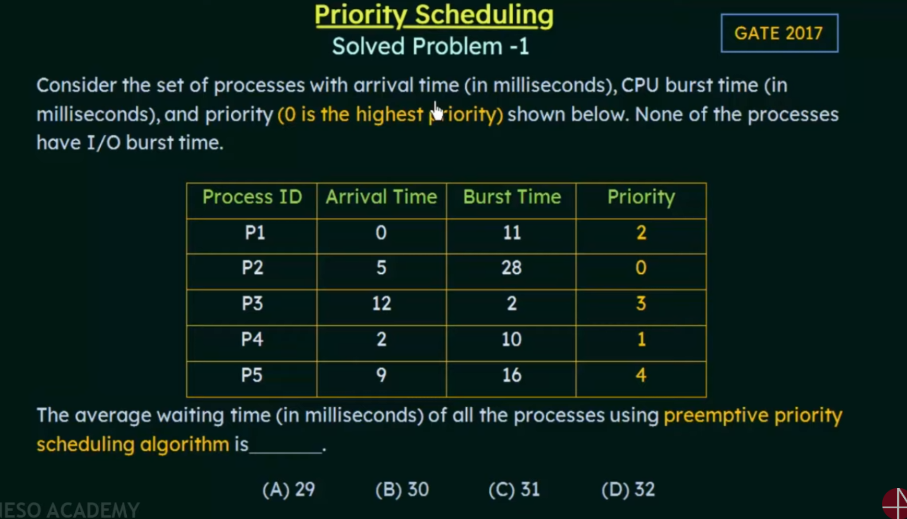 Priority Scheduling
Solved Problem -1
GATE 2017
Consider the set of processes with arrival time (in milliseconds), CPU burst time (in
milliseconds), and priority (0 is the highest priority) shown below. None of the processes
have I/O burst time.
Process ID Arrival Time Burst Time Priority
P1 0 11 2
P2 5 28 0
P3 12 2 3
P4 2 10 1
P5 9 16 4
The average waiting time (in milliseconds) of all the processes using preemptive priority
scheduling algorithm is_______.
(A) 29 (B) 30 (C) 31 (D) 32
ESO ACADEMY